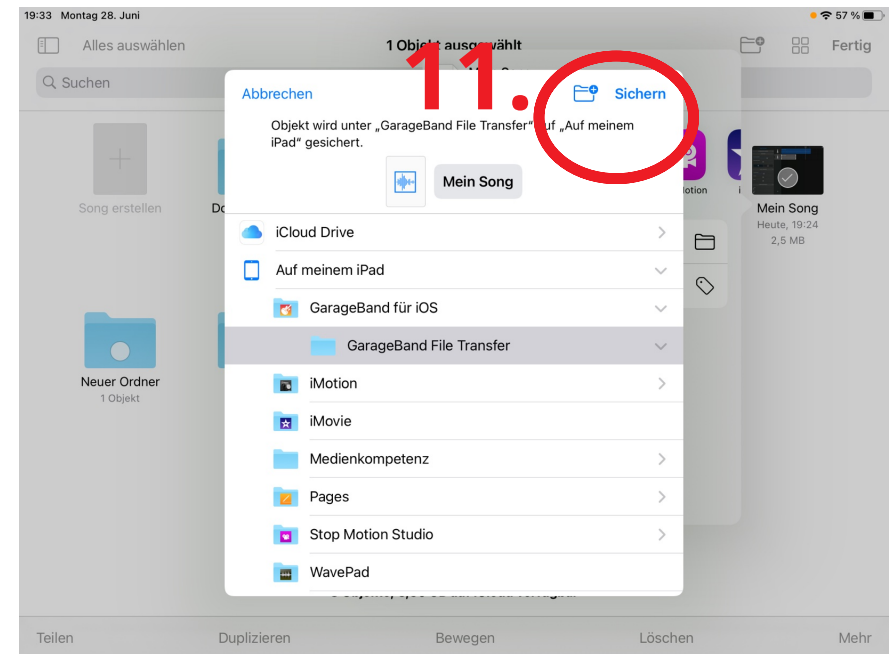 19:33 Montag 28. Juni
57 %
Alles auswählen
1 Objekt ausgewählt
Fertig
Suchen
11.
Abbrechen
Sichern
Objekt wird unter „GarageBand File Transfer“ auf „Auf meinem
iPad“ gesichert.
Mein Song
Song erstellen
Mein Song
Heute, 19:24
2,5 MB
iCloud Drive
Auf meinem iPad
GarageBand für iOS
GarageBand File Transfer
Neuer Ordner
1 Objekt
iMotion
iMovie
Medienkompetenz
Pages
Stop Motion Studio
WavePad
Teilen
Duplizieren
Bewegen
Löschen
Mehr